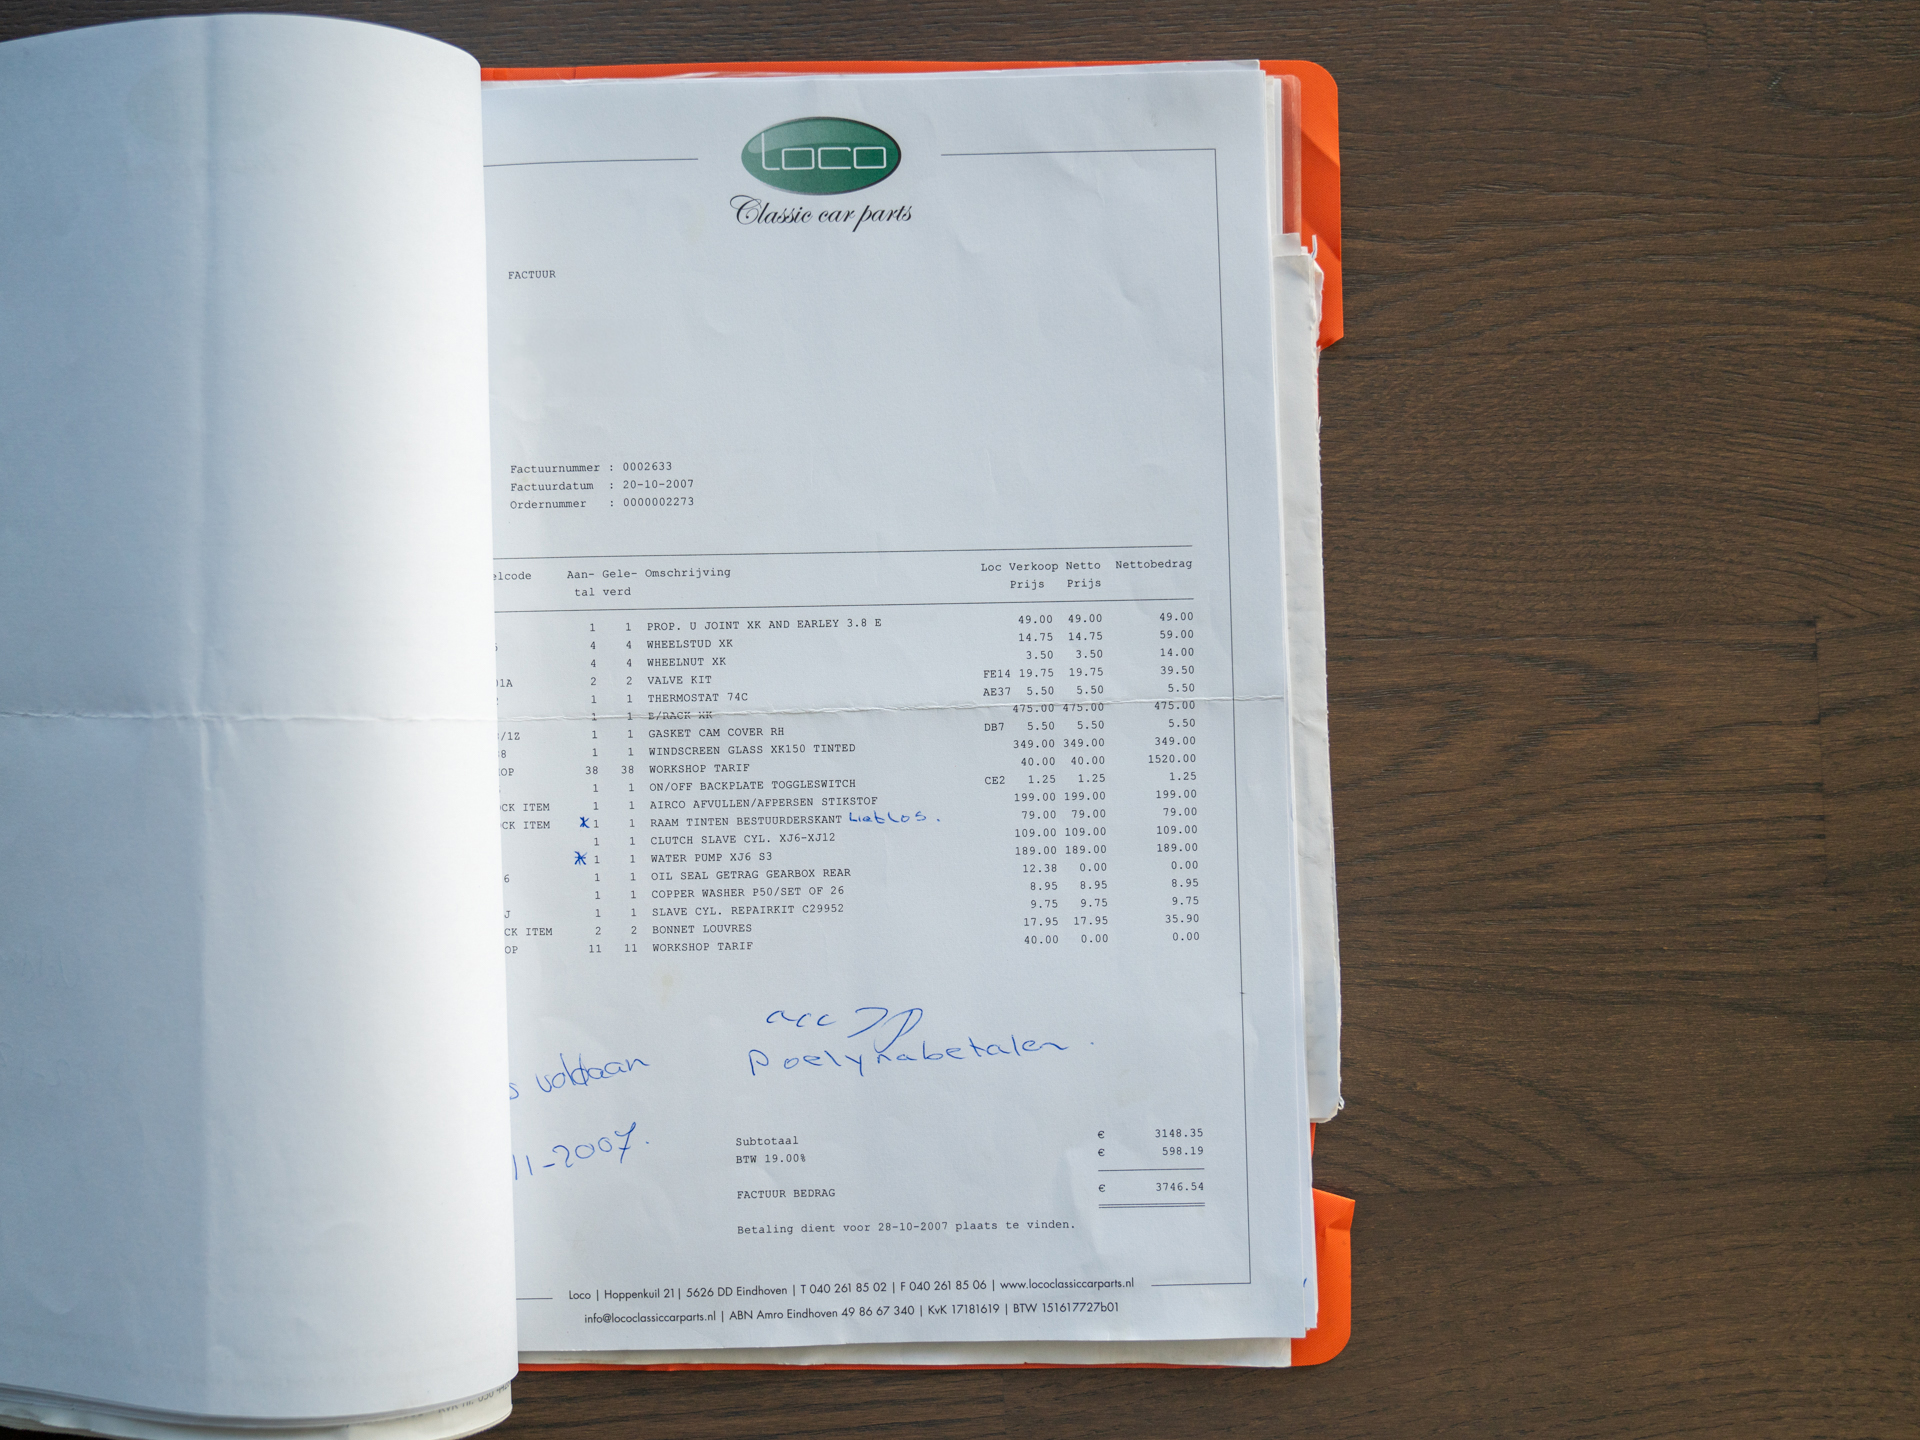 Loco
Classic car parts
FACTUUR
Factuurnummer : 0002633
Factuurdatum : 20-10-2007
Ordernummer : 0000002273
elcode Aan- Gele- Omschrijving Loc Verkoop Netto Nettobedrag
tal verd Prijs Prijs
1 1 PROP. U JOINT XK AND EARLEY 3.8 E 49.00 49.00 49.00
4 4 WHEELSTUD XK 14.75 14.75 59.00
4 4 WHEELNUT XK 3.50 3.50 14.00
01A 2 2 VALVE KIT FE14 19.75 19.75 39.50
1 1 THERMOSTAT 74C AE37 5.50 5.50 5.50
1 1 E/RACK XK 475.00 475.00 475.00
/1Z 1 1 GASKET CAM COVER RH DB7 5.50 5.50 5.50
8 1 1 WINDSCREEN GLASS XK150 TINTED 349.00 349.00 349.00
OP 38 38 WORKSHOP TARIF 40.00 40.00 1520.00
1 1 ON/OFF BACKPLATE TOGGLESWITCH CE2 1.25 1.25 1.25
CK ITEM 1 1 AIRCO AFVULLEN/AFPERSEN STIKSTOF 199.00 199.00 199.00
CK ITEM 1 1 RAAM TINTEN BESTUURDERSKANT 79.00 79.00 79.00
1 1 CLUTCH SLAVE CYL. XJ6-XJ12 109.00 109.00 109.00
1 1 WATER PUMP XJ6 S3 189.00 189.00 189.00
6 1 1 OIL SEAL GETRAG GEARBOX REAR 12.38 0.00 0.00
1 1 COPPER WASHER P50/SET OF 26 8.95 8.95 8.95
J 1 1 SLAVE CYL. REPAIRKIT C29952 9.75 9.75 9.75
CK ITEM 2 2 BONNET LOUVRES 17.95 17.95 35.90
OP 11 11 WORKSHOP TARIF 40.00 0.00 0.00
acc
s voldaan
11-2007.
Subtotaal € 3148.35
BTW 19.00% € 598.19
FACTUUR BEDRAG € 3746.54
Betaling dient voor 28-10-2007 plaats te vinden.
Loco | Hoppenkuil 21 | 5626 DD Eindhoven | T 040 261 85 02 | F 040 261 85 06 | www.lococlassiccarparts.nl
info@lococlassiccarparts.nl | ABN Amro Eindhoven 49 86 67 340 | KvK 17181619 | BTW 151617727b01